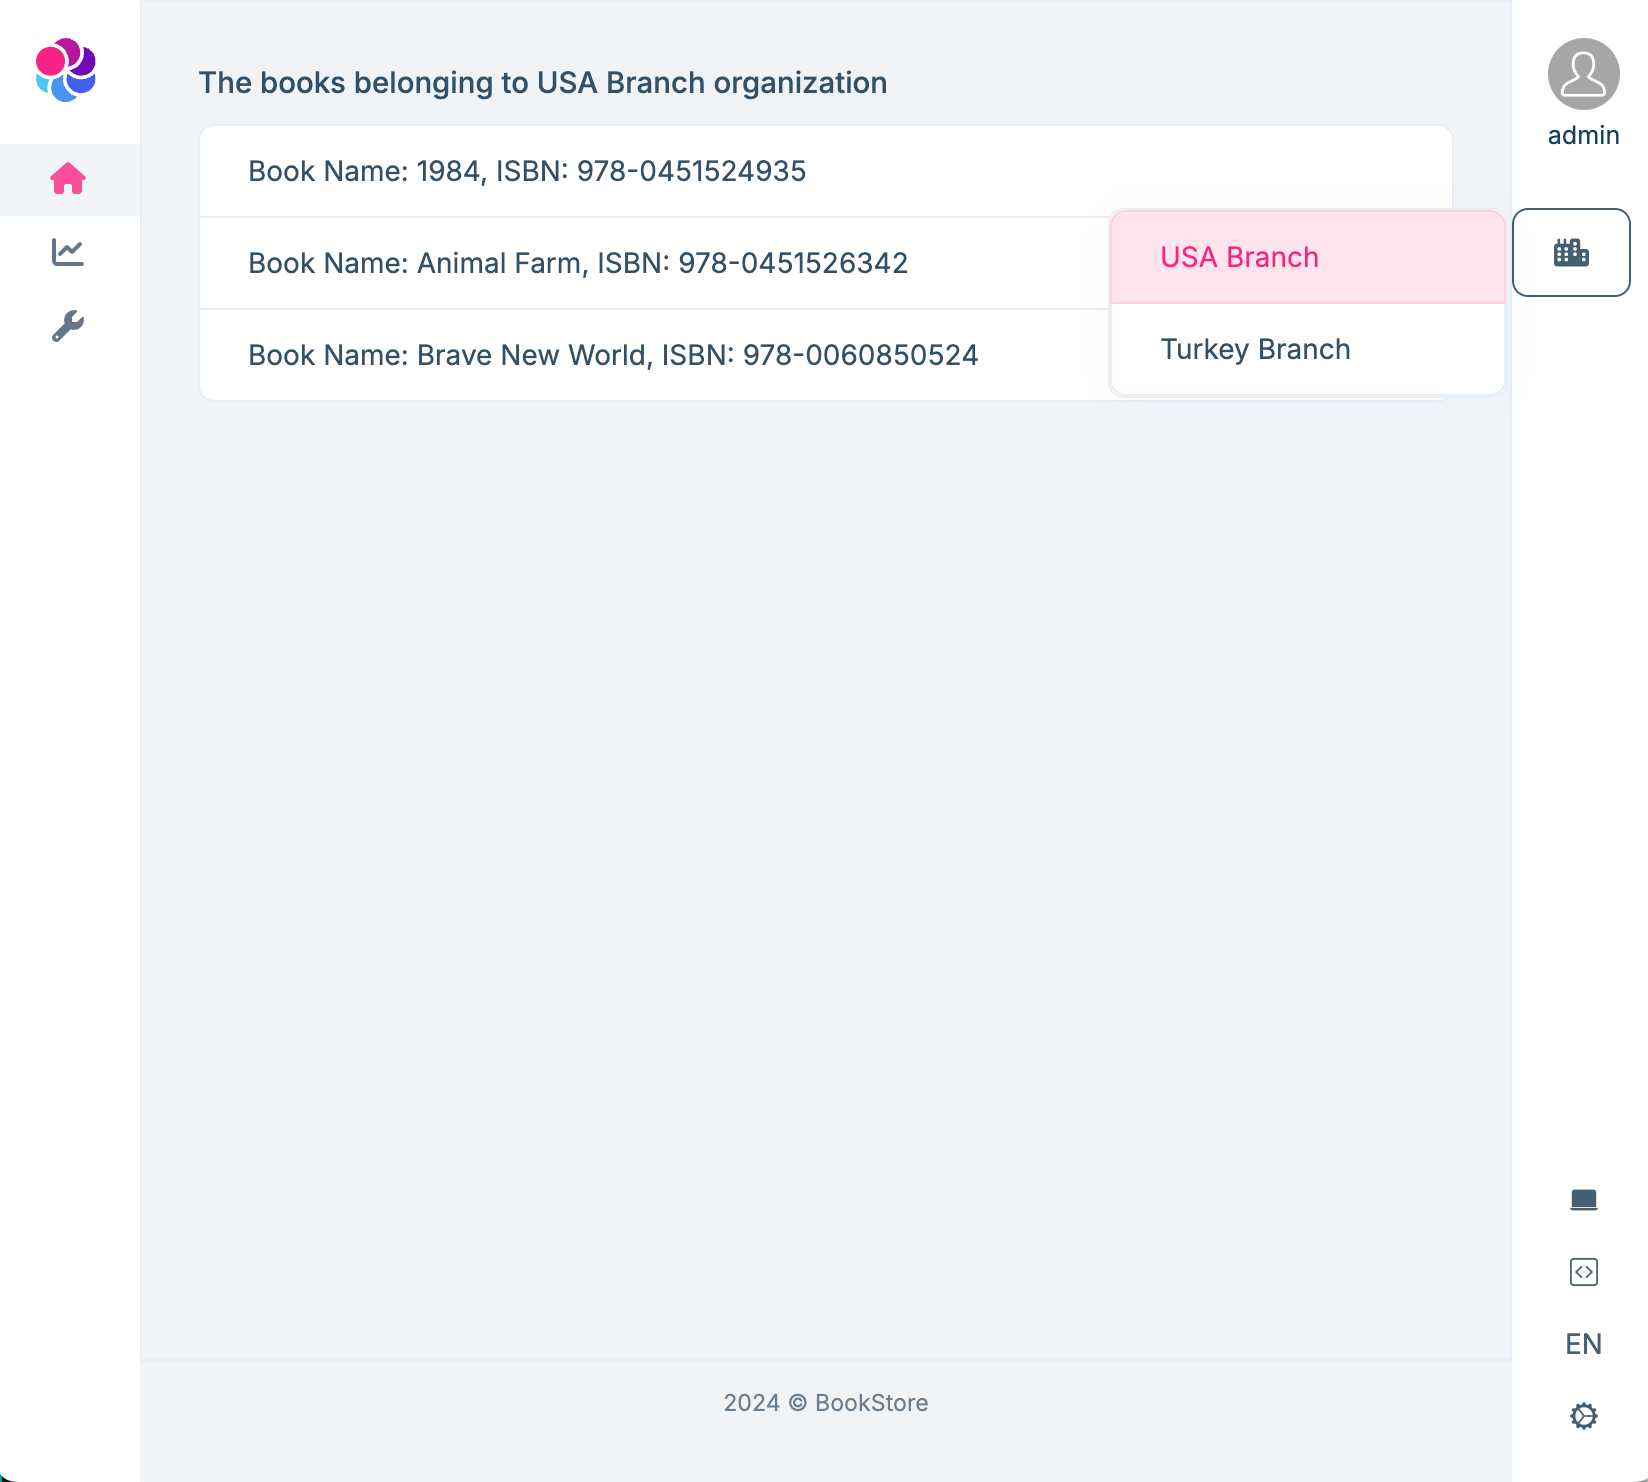 The books belonging to USA Branch organization
Book Name: 1984, ISBN: 978-0451524935
Book Name: Animal Farm, ISBN: 978-0451526342
Book Name: Brave New World, ISBN: 978-0060850524
USA Branch
Turkey Branch
admin
EN
2024 © BookStore